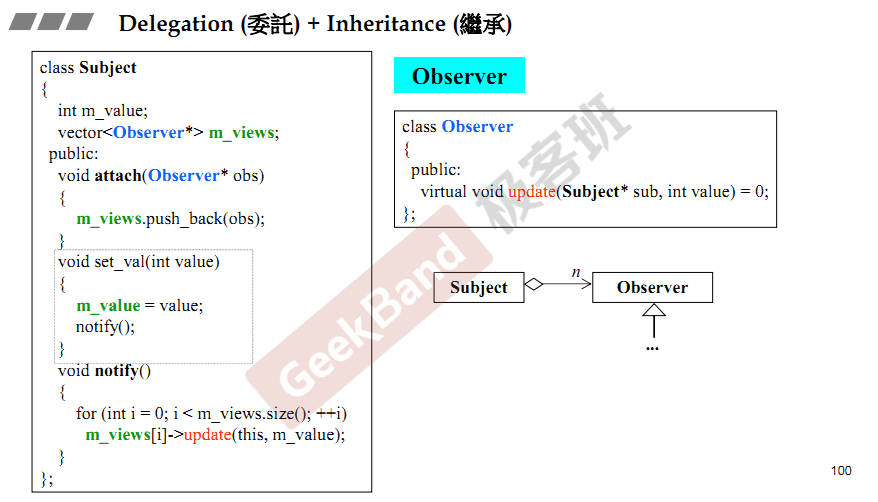 Delegation (委託) + Inheritance (繼承)
class Subject
{
int m_value;
vector<Observer*> m_views;
public:
void attach(Observer* obs)
{
m_views.push_back(obs);
}
void set_val(int value)
{
m_value = value;
notify();
}
void notify()
{
for (int i = 0; i < m_views.size(); ++i)
m_views[i]->update(this, m_value);
}
};
Observer
class Observer
{
public:
virtual void update(Subject* sub, int value) = 0;
};
Subject
n
Observer
...
GeekBand 极客班
100